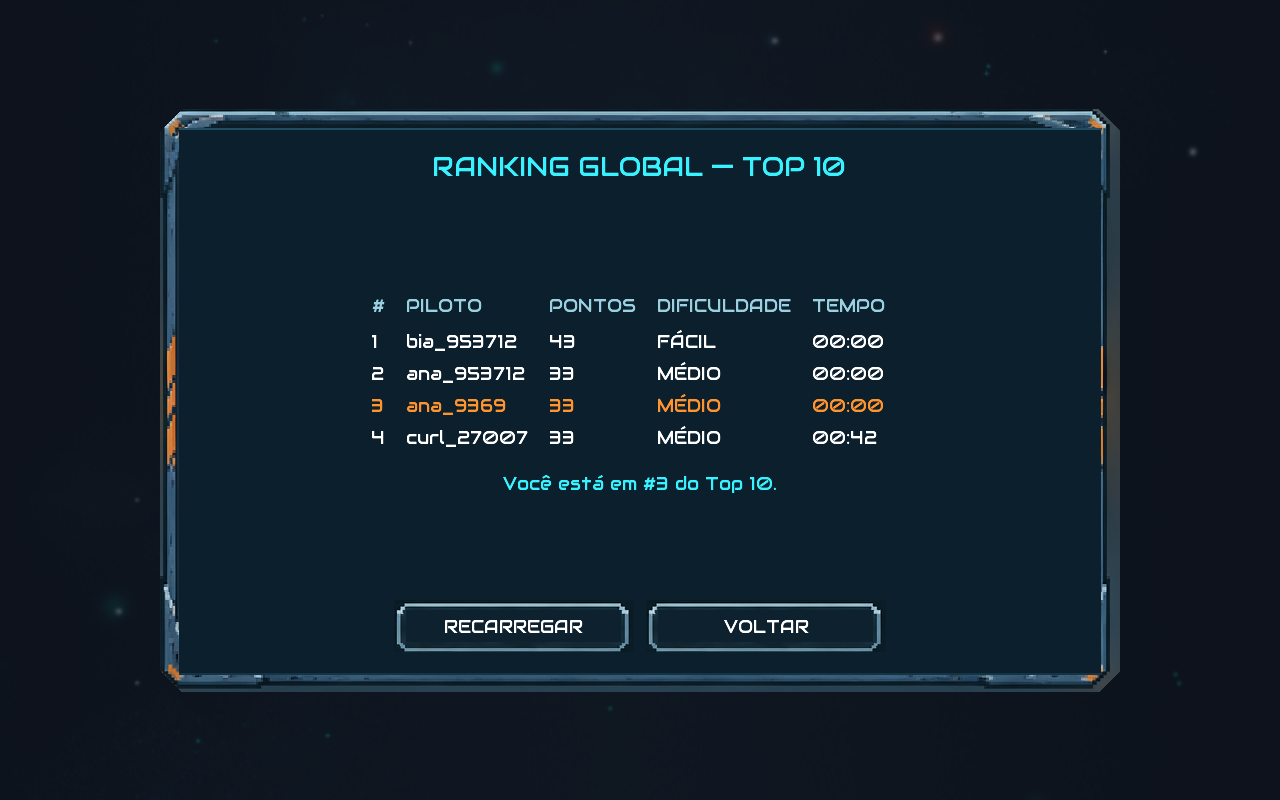 RANKING GLOBAL — TOP 10
# PILOTO PONTOS DIFICULDADE TEMPO
1 bia_953712 43 FÁCIL 00:00
2 ana_953712 33 MÉDIO 00:00
3 ana_9369 33 MÉDIO 00:00
4 curl_27007 33 MÉDIO 00:42
Você está em #3 do Top 10.
RECARREGAR VOLTAR